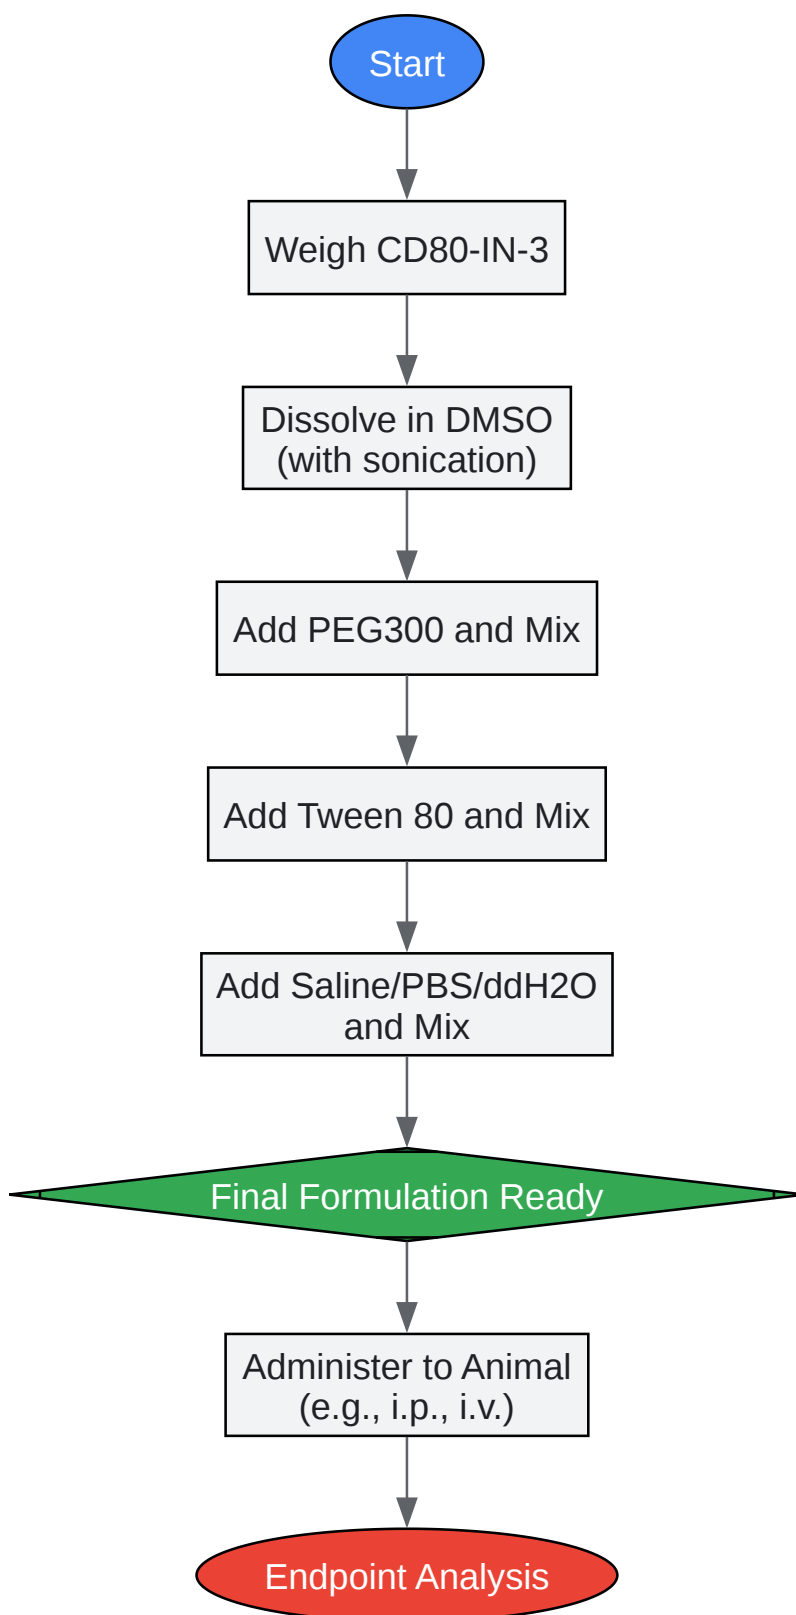 Start
Weigh CD80-IN-3
Dissolve in DMSO
(with sonication)
Add PEG300 and Mix
Add Tween 80 and Mix
Add Saline/PBS/ddH2O
and Mix
Final Formulation Ready
Administer to Animal
(e.g., i.p., i.v.)
Endpoint Analysis